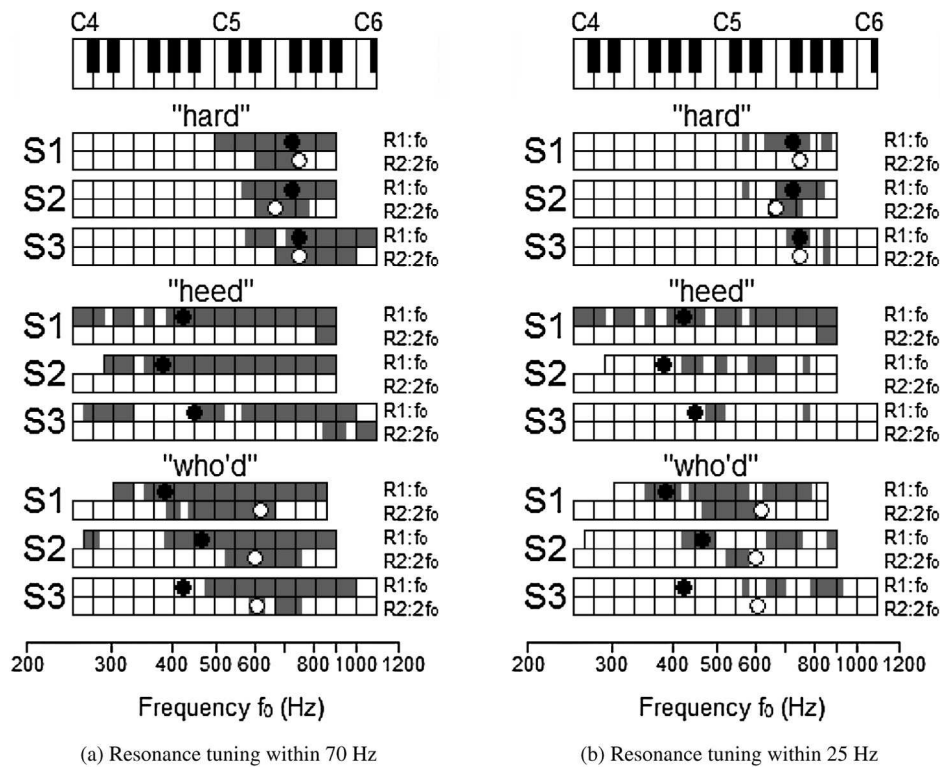 C4 C5 C6
"hard"
S1 R1:f₀
R2:2f₀
S2 R1:f₀
R2:2f₀
S3 R1:f₀
R2:2f₀
"heed"
S1 R1:f₀
R2:2f₀
S2 R1:f₀
R2:2f₀
S3 R1:f₀
R2:2f₀
"who'd"
S1 R1:f₀
R2:2f₀
S2 R1:f₀
R2:2f₀
S3 R1:f₀
R2:2f₀
200 300 400 500 600 800 1000 1200
Frequency f₀ (Hz)
(a) Resonance tuning within 70 Hz
C4 C5 C6
"hard"
S1 R1:f₀
R2:2f₀
S2 R1:f₀
R2:2f₀
S3 R1:f₀
R2:2f₀
"heed"
S1 R1:f₀
R2:2f₀
S2 R1:f₀
R2:2f₀
S3 R1:f₀
R2:2f₀
"who'd"
S1 R1:f₀
R2:2f₀
S2 R1:f₀
R2:2f₀
S3 R1:f₀
R2:2f₀
200 300 400 500 600 800 1000 1200
Frequency f₀ (Hz)
(b) Resonance tuning within 25 Hz